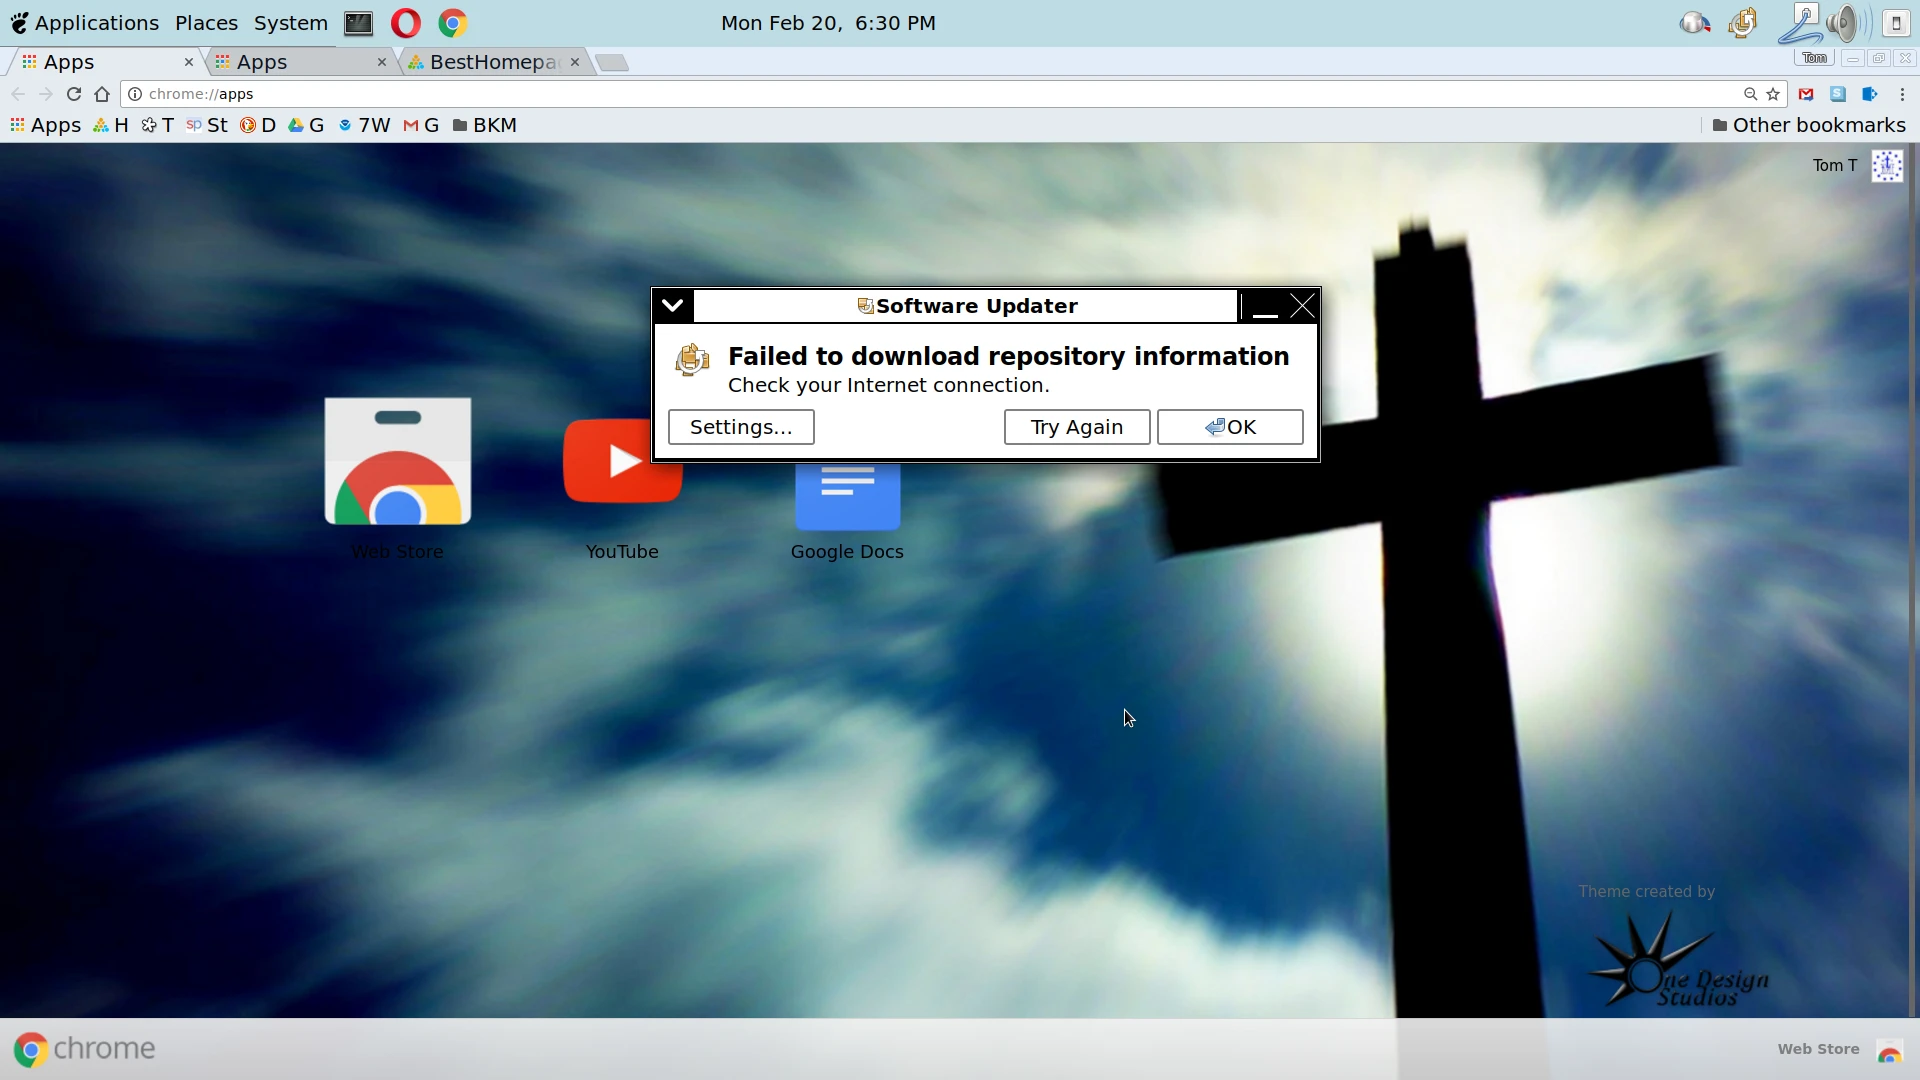 Applications Places System Mon Feb 20, 6:30 PM
Apps Apps BestHomepa Tom
chrome://apps
Apps H T sp St D G 7W G BKM Other bookmarks
Tom T
Software Updater
Failed to download repository information
Check your Internet connection.
Settings... Try Again OK
Web Store YouTube Google Docs
Theme created by
One Design
Studios
chrome Web Store